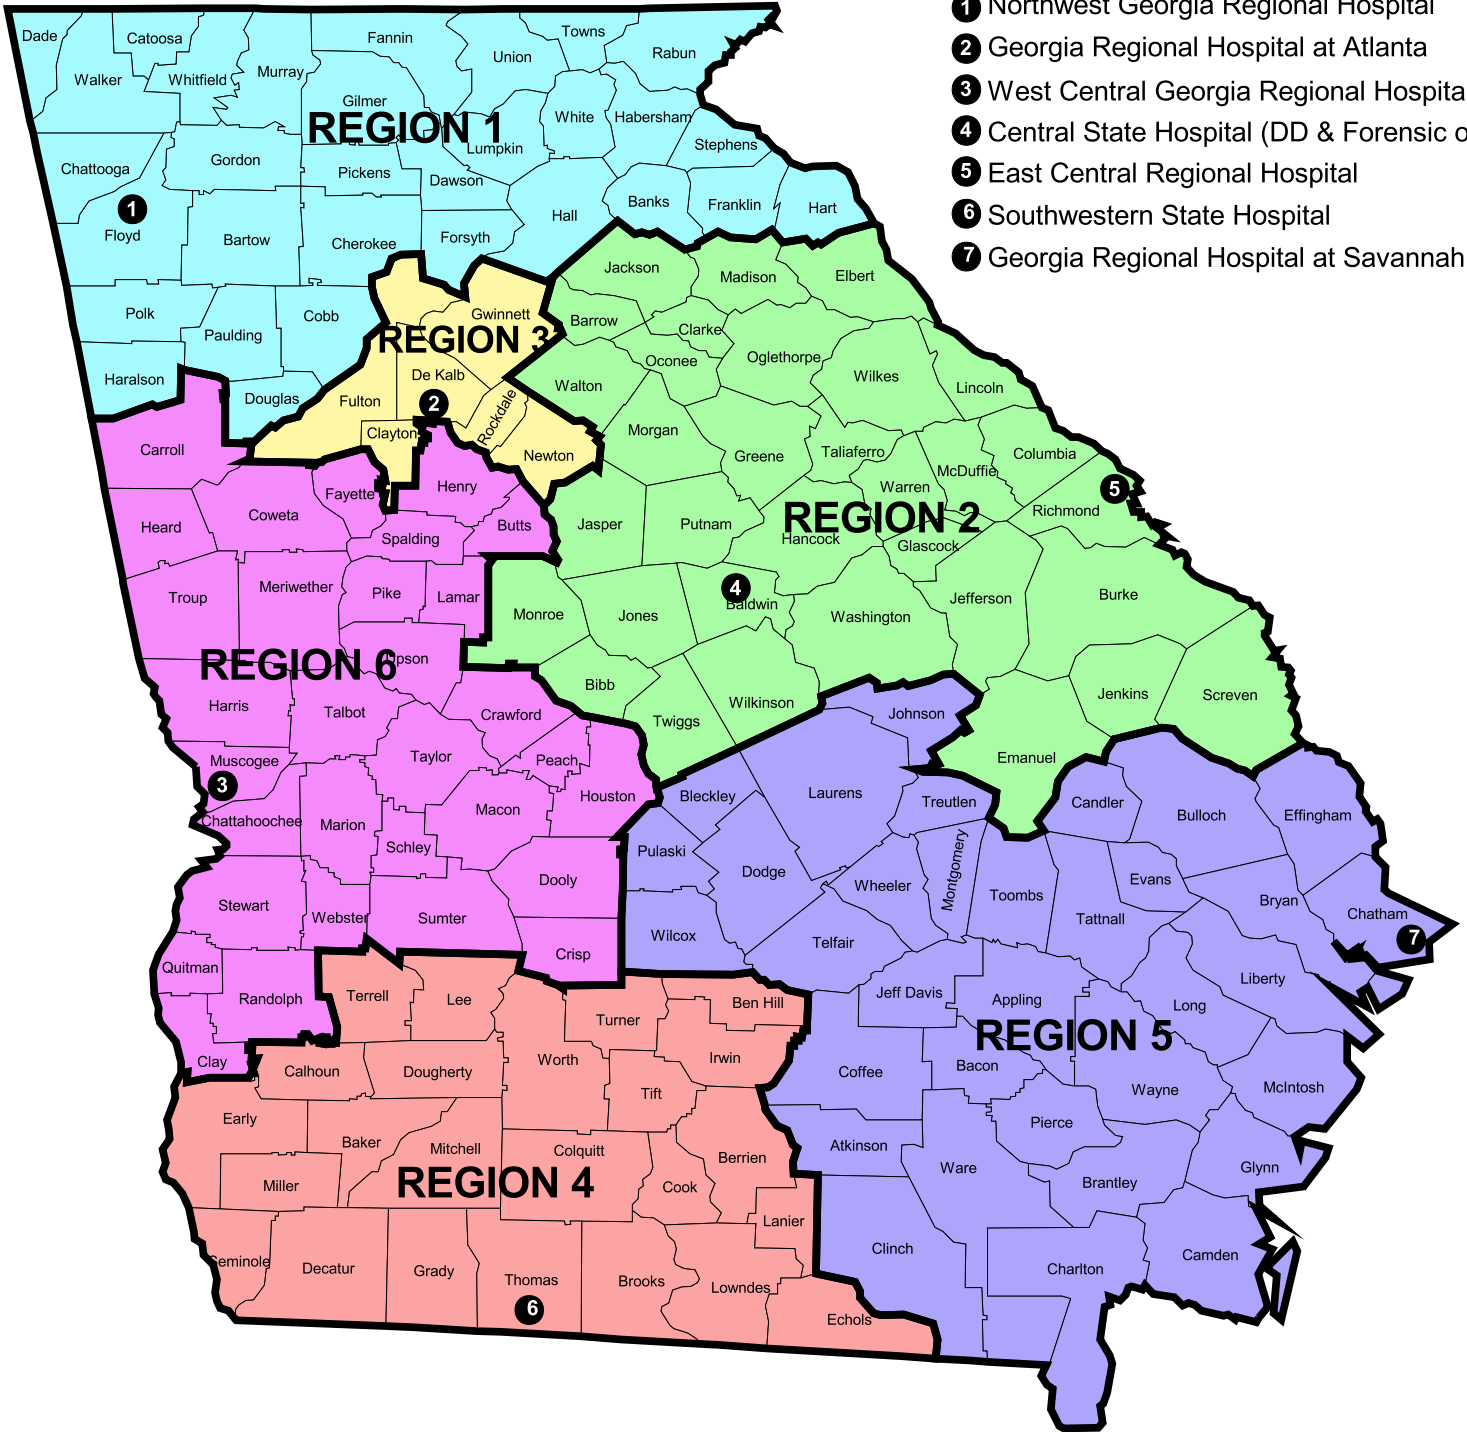 1 Northwest Georgia Regional Hospital
2 Georgia Regional Hospital at Atlanta
3 West Central Georgia Regional Hospita
4 Central State Hospital (DD & Forensic o
5 East Central Regional Hospital
6 Southwestern State Hospital
7 Georgia Regional Hospital at Savannah
REGION 1
Dade
Catoosa
Fannin
Towns
Union
Rabun
Walker
Whitfield
Murray
Gilmer
White
Habersham
Lumpkin
Stephens
Chattooga
Gordon
Pickens
Dawson
Banks
Franklin
Hart
1
Floyd
Bartow
Cherokee
Forsyth
Hall
Polk
Paulding
Cobb
Haralson
Douglas
REGION 3
Gwinnett
De Kalb
2
Fulton
Clayton
Rockdale
Newton
REGION 2
Jackson
Madison
Elbert
Barrow
Clarke
Oconee
Oglethorpe
Walton
Wilkes
Lincoln
Morgan
Greene
Taliaferro
Columbia
McDuffie
Warren
5
Richmond
Jasper
Putnam
Hancock
Glascock
4
Baldwin
Monroe
Jones
Washington
Jefferson
Burke
Bibb
Wilkinson
Twiggs
Jenkins
Screven
Emanuel
REGION 6
Carroll
Fayette
Henry
Heard
Coweta
Butts
Spalding
Troup
Meriwether
Pike
Lamar
Upson
Harris
Talbot
Crawford
Muscogee
3
Taylor
Peach
Houston
Chattahoochee
Marion
Macon
Schley
Dooly
Stewart
Webster
Sumter
Crisp
Quitman
Randolph
Clay
REGION 5
Johnson
Bleckley
Laurens
Treutlen
Candler
Bulloch
Effingham
Pulaski
Dodge
Wheeler
Montgomery
Toombs
Evans
Bryan
Chatham
7
Tattnall
Wilcox
Telfair
Liberty
Jeff Davis
Appling
Long
Coffee
Bacon
Wayne
McIntosh
Pierce
Atkinson
Ware
Brantley
Glynn
Clinch
Charlton
Camden
REGION 4
Terrell
Lee
Turner
Ben Hill
Worth
Irwin
Calhoun
Dougherty
Tift
Early
Baker
Mitchell
Colquitt
Berrien
Miller
Cook
Lanier
Seminole
Decatur
Grady
Thomas
6
Brooks
Lowndes
Echols